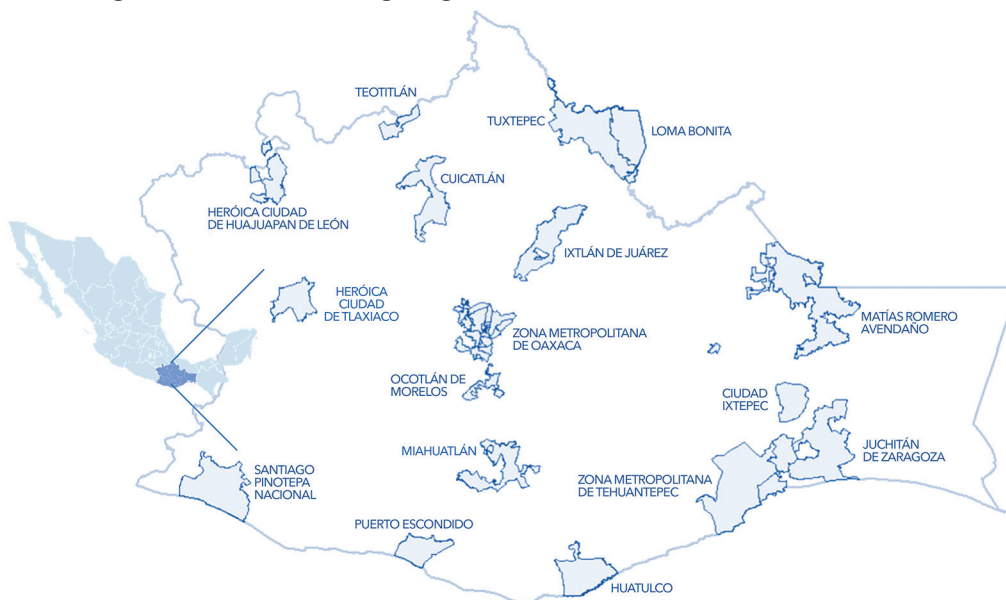 TEOTITLÁN
TUXTEPEC
LOMA BONITA
CUICATLÁN
HERÓICA CIUDAD
DE HUAJUAPAN DE LEÓN
IXTLÁN DE JUÁREZ
HERÓICA
CIUDAD
DE TLAXIACO
ZONA METROPOLITANA
DE OAXACA
MATÍAS ROMERO
AVENDAÑO
OCOTLÁN DE
MORELOS
CIUDAD
IXTEPEC
MIAHUATLÁN
JUCHITÁN
DE ZARAGOZA
SANTIAGO
PINOTEPA
NACIONAL
ZONA METROPOLITANA
DE TEHUANTEPEC
PUERTO ESCONDIDO
HUATULCO